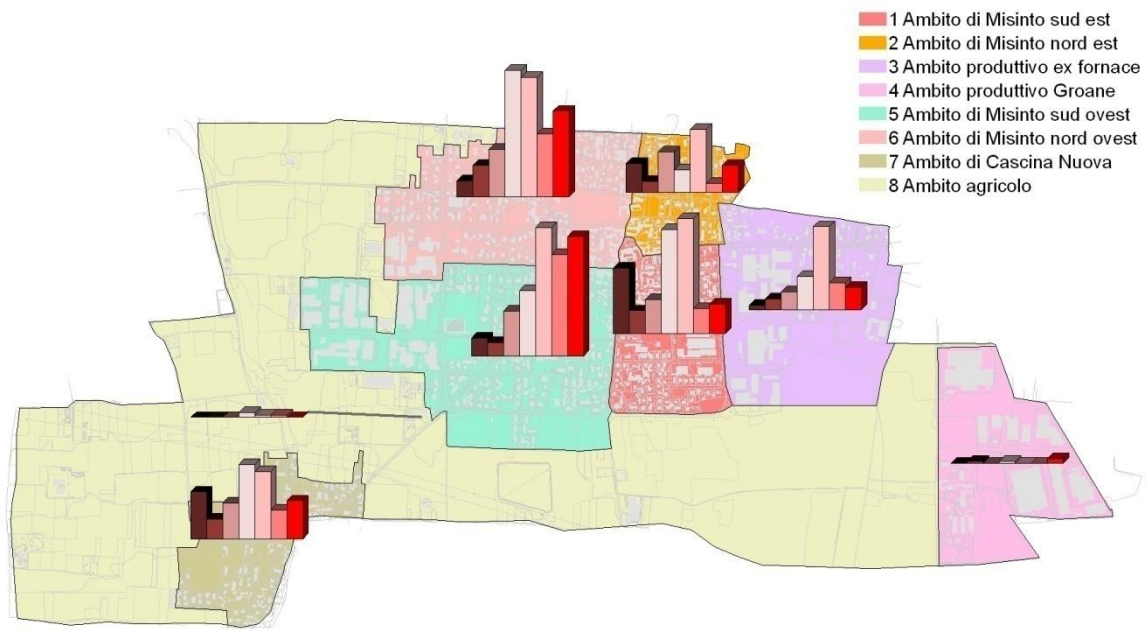 1 Ambito di Misinto sud est
2 Ambito di Misinto nord est
3 Ambito produttivo ex fornace
4 Ambito produttivo Groane
5 Ambito di Misinto sud ovest
6 Ambito di Misinto nord ovest
7 Ambito di Cascina Nuova
8 Ambito agricolo